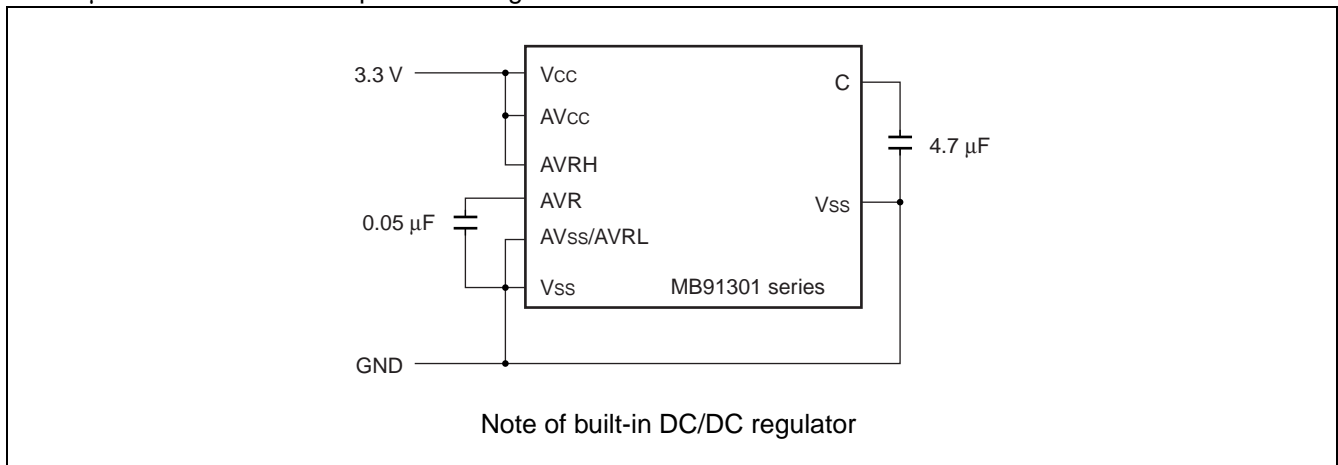 3.3 V
VCC
AVCC
AVRH
AVR
0.05 μF
AVSS/AVRL
VSS
C
4.7 μF
VSS
MB91301 series
GND
Note of built-in DC/DC regulator